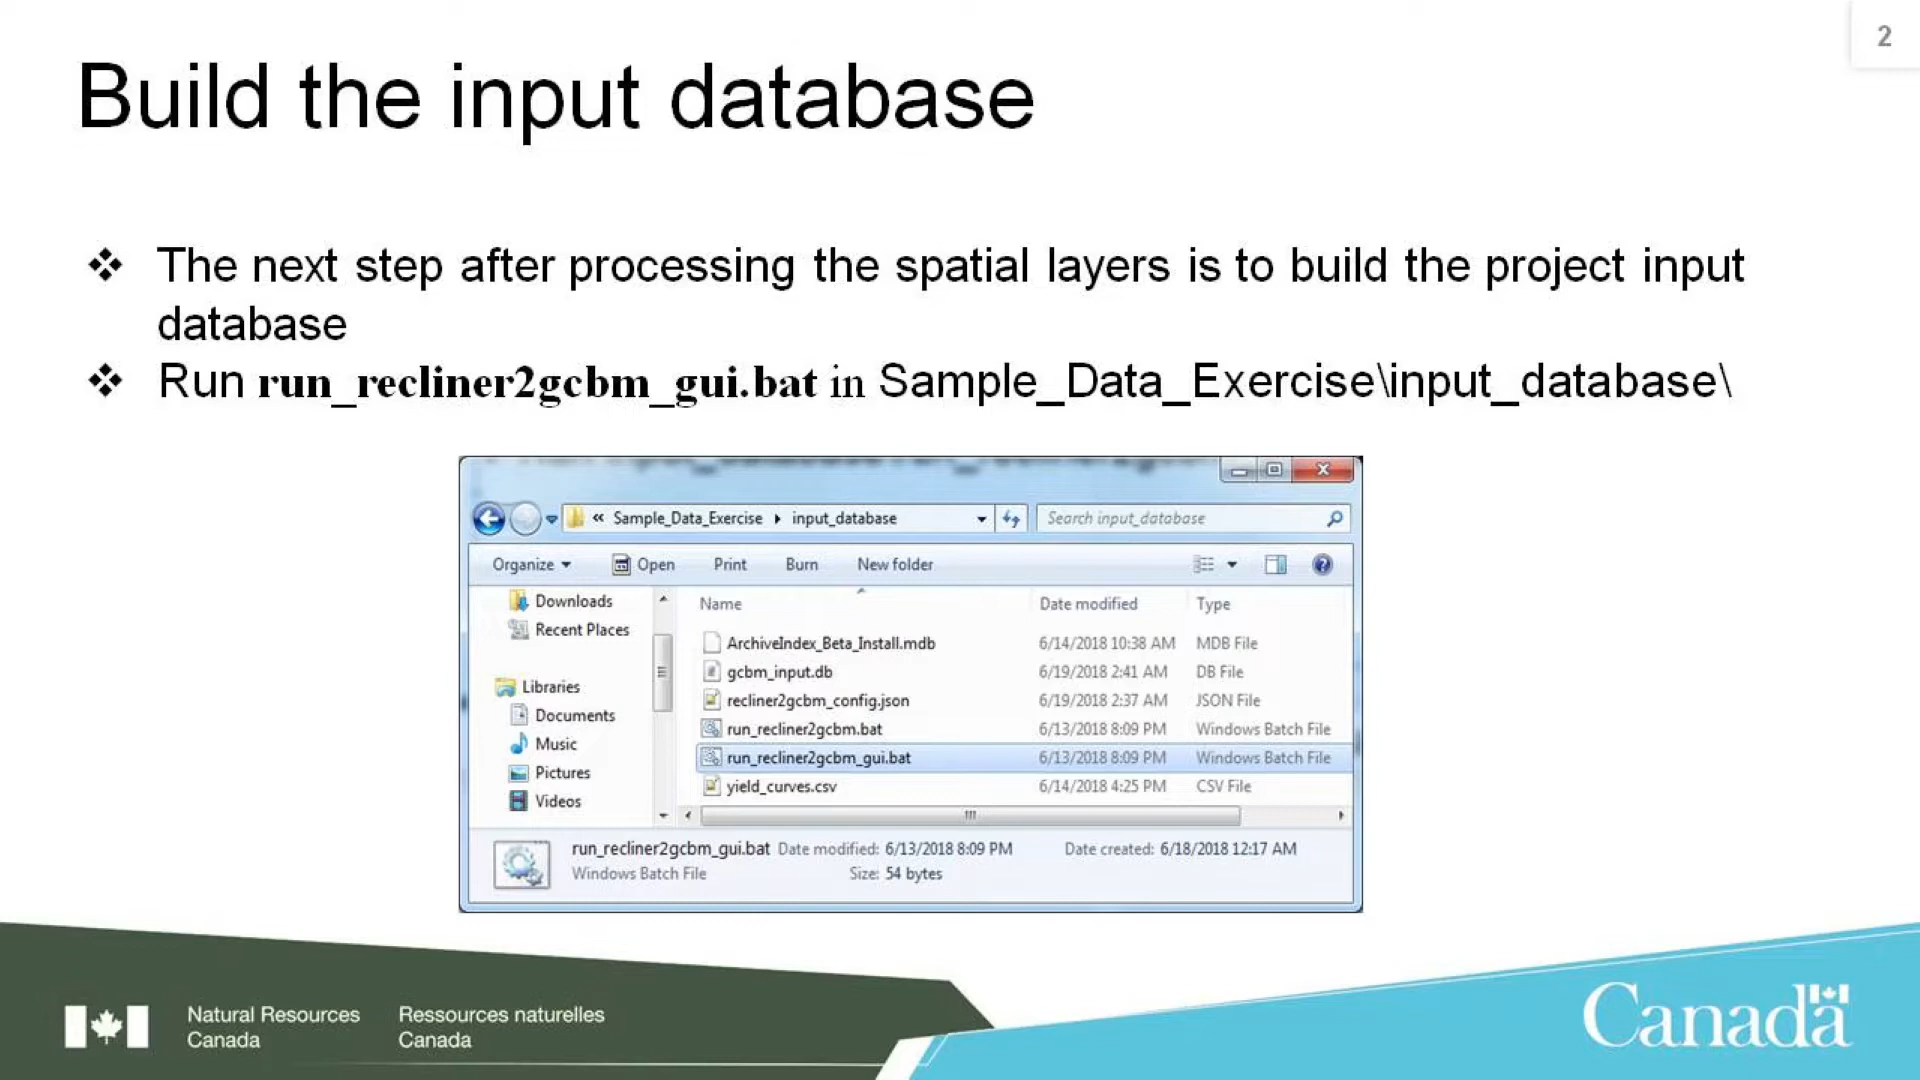 2
Build the input database
❖ The next step after processing the spatial layers is to build the project input
database
❖ Run run_recliner2gcbm_gui.bat in Sample_Data_Exercise\input_database\
« Sample_Data_Exercise ▸ input_database
Search input_database
Organize ▾ Open Print Burn New folder
Downloads
Recent Places
Libraries
Documents
Music
Pictures
Videos
Name Date modified Type
ArchiveIndex_Beta_Install.mdb 6/14/2018 10:38 AM MDB File
gcbm_input.db 6/19/2018 2:41 AM DB File
recliner2gcbm_config.json 6/19/2018 2:37 AM JSON File
run_recliner2gcbm.bat 6/13/2018 8:09 PM Windows Batch File
run_recliner2gcbm_gui.bat 6/13/2018 8:09 PM Windows Batch File
yield_curves.csv 6/14/2018 4:25 PM CSV File
run_recliner2gcbm_gui.bat Date modified: 6/13/2018 8:09 PM Date created: 6/18/2018 12:17 AM
Windows Batch File Size: 54 bytes
Natural Resources
Canada
Ressources naturelles
Canada
Canada